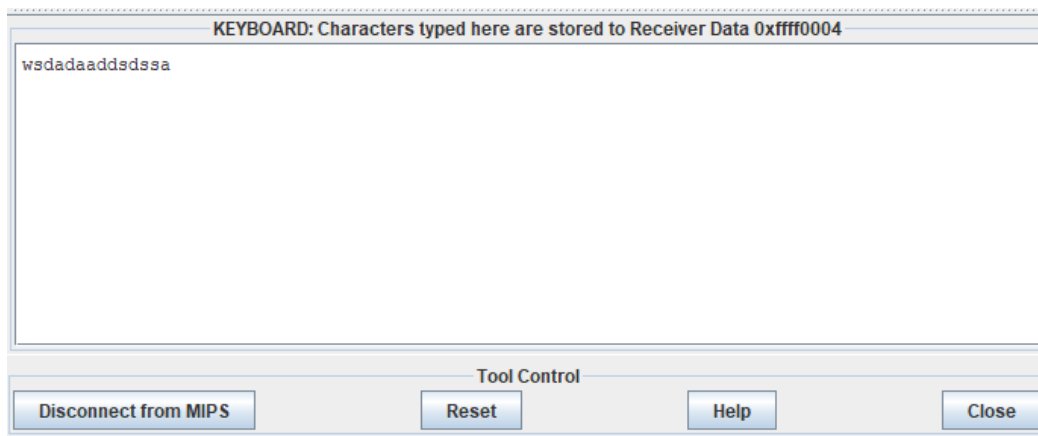 KEYBOARD: Characters typed here are stored to Receiver Data 0xffff0004
wsdadaaddsdssa
Tool Control
Disconnect from MIPS
Reset
Help
Close